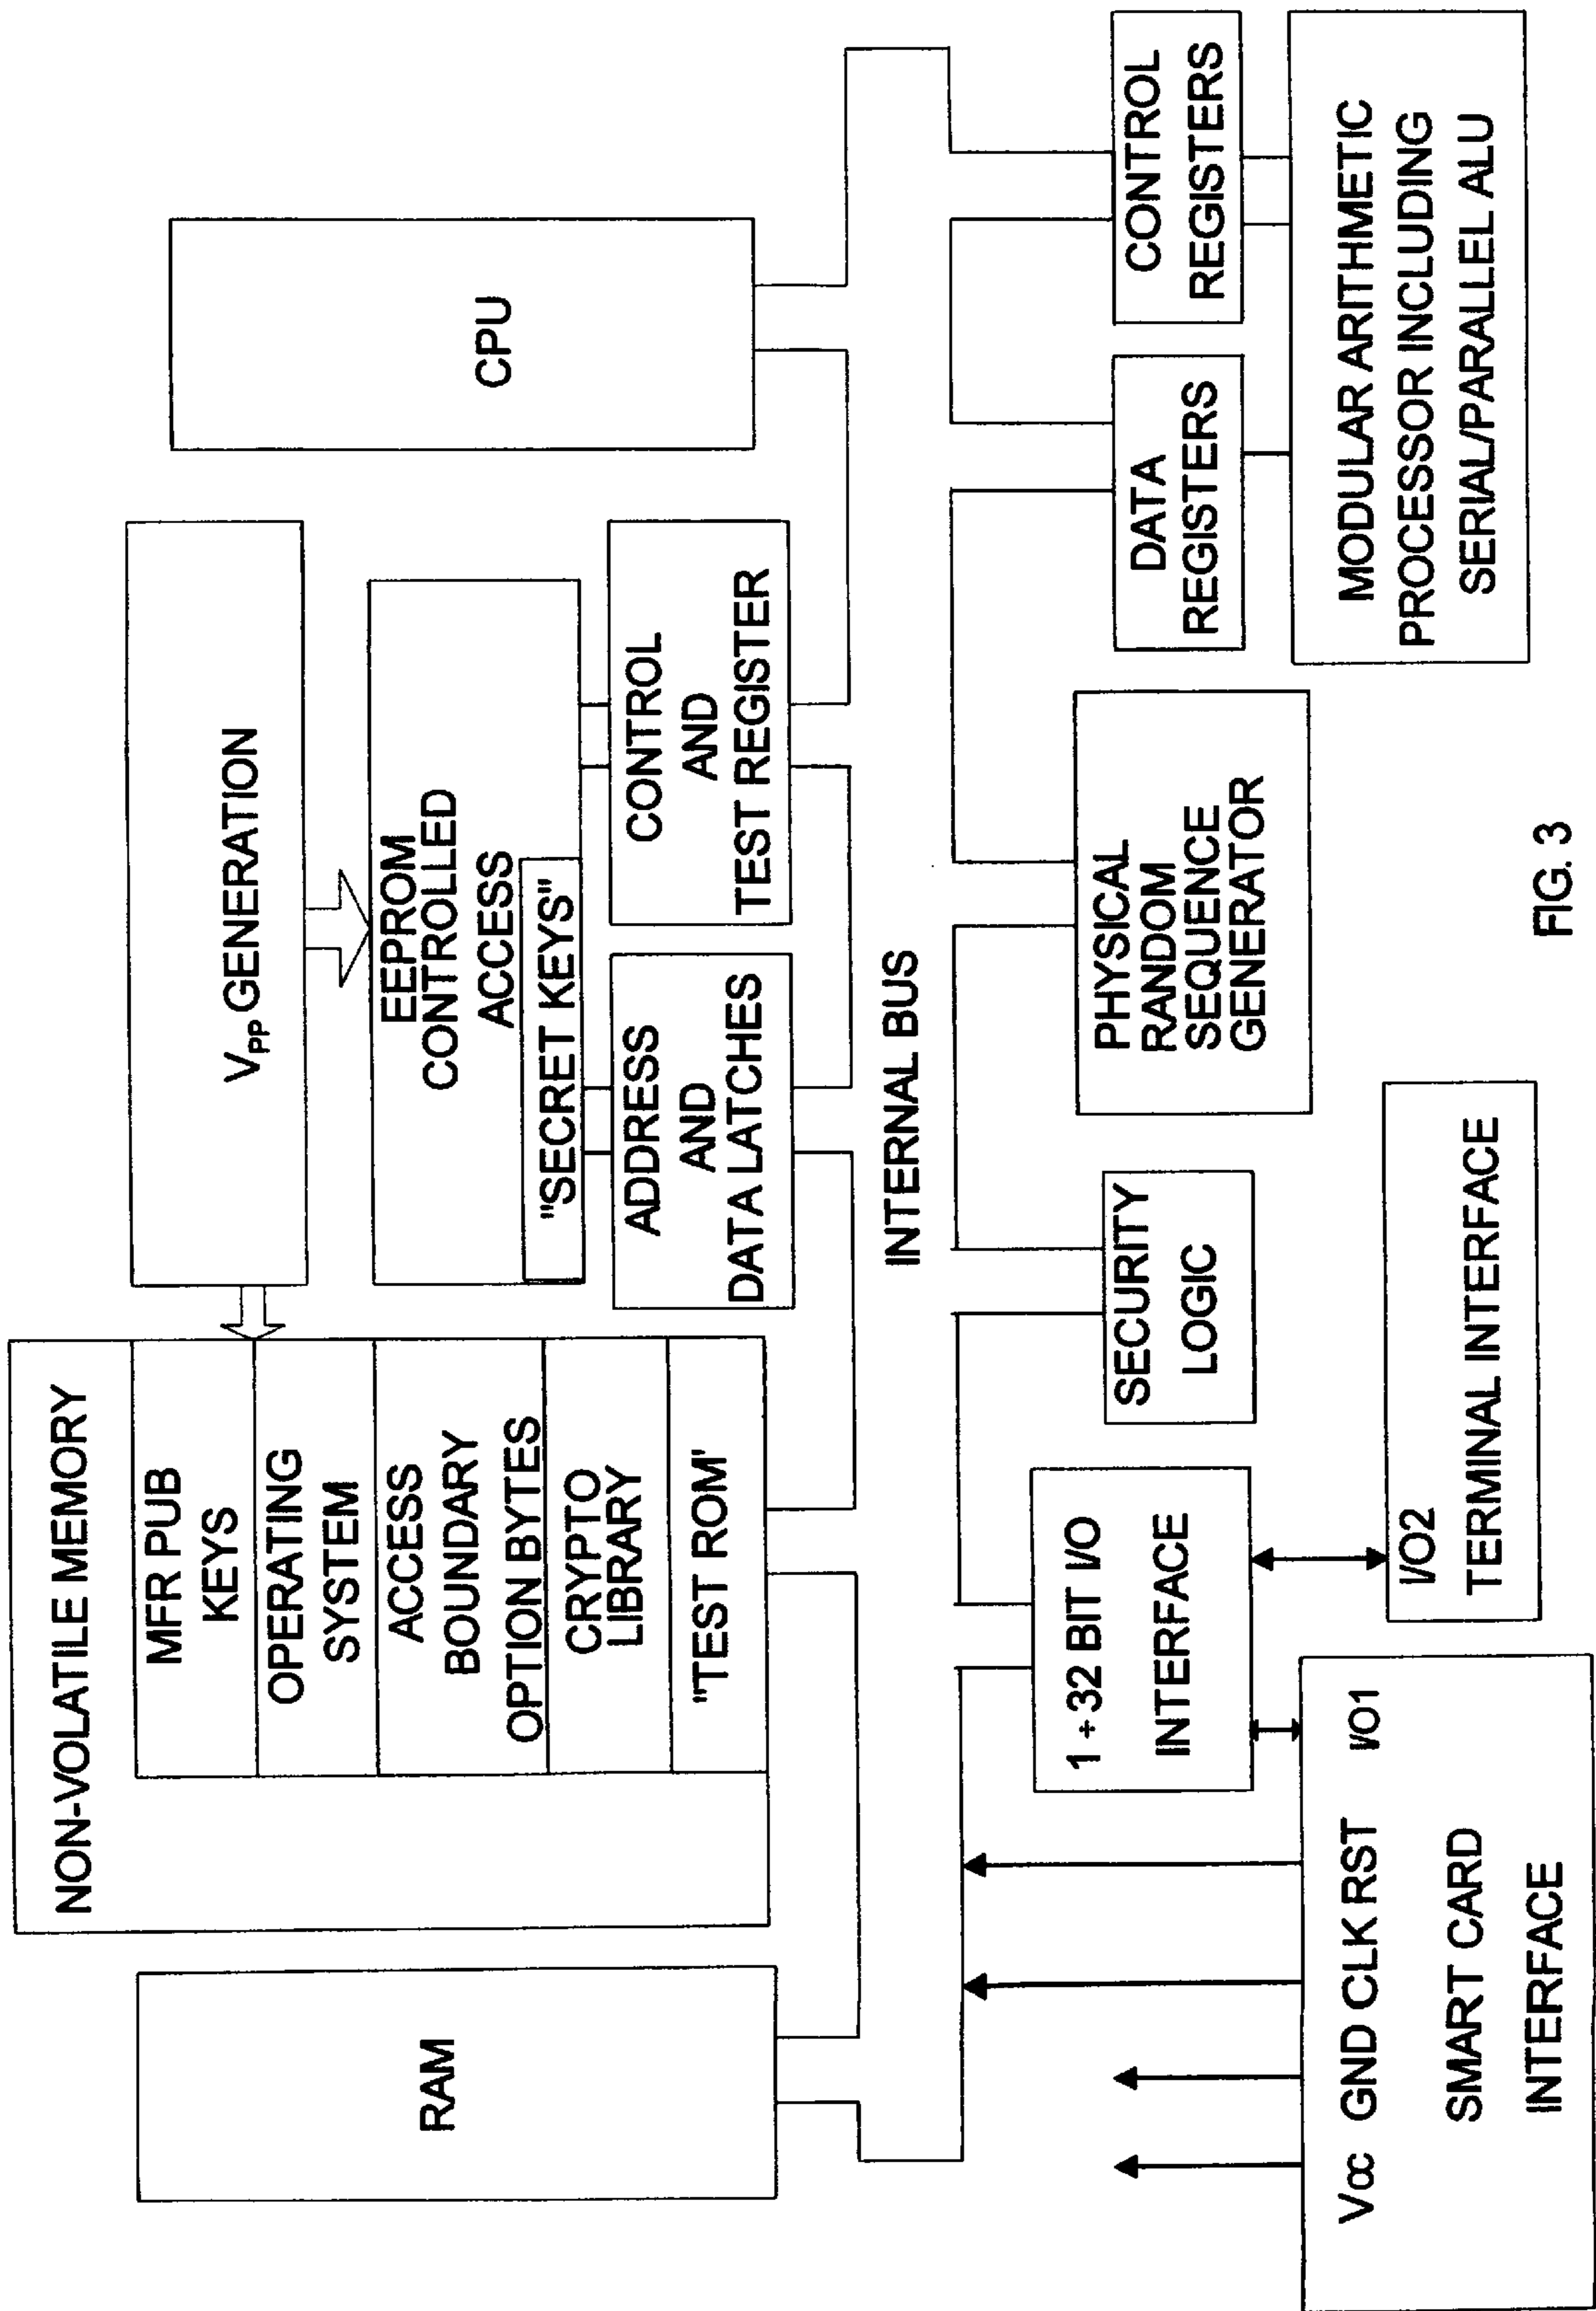 RAM
NON-VOLATILE MEMORY
MFR PUB
KEYS
OPERATING
SYSTEM
ACCESS
BOUNDARY
OPTION BYTES
CRYPTO
LIBRARY
"TEST ROM'
VPP GENERATION
EEPROM
CONTROLLED
ACCESS
"SECRET KEYS"
ADDRESS
AND
DATA LATCHES
CONTROL
AND
TEST REGISTER
CPU
INTERNAL BUS
1÷32 BIT I/O
INTERFACE
SECURITY
LOGIC
PHYSICAL
RANDOM
SEQUENCE
GENERATOR
DATA
REGISTERS
CONTROL
REGISTERS
MODULAR ARITHMETIC
PROCESSOR INCLUDING
SERIAL/PARALLEL ALU
Vcc GND CLK RST I/O1
SMART CARD
INTERFACE
I/O2
TERMINAL INTERFACE
FIG. 3